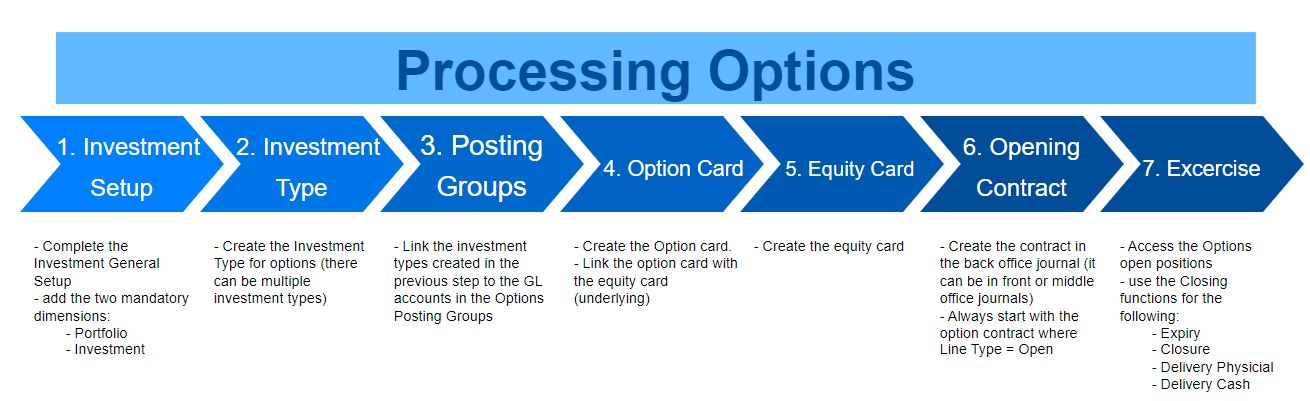 Processing Options
1. Investment
Setup
2. Investment
Type
3. Posting
Groups
4. Option Card
5. Equity Card
6. Opening
Contract
7. Excercise
- Complete the
Investment General
Setup
- add the two mandatory
dimensions:
- Portfolio
- Investment
- Create the Investment
Type for options (there
can be multiple
investment types)
- Link the investment
types created in the
previous step to the GL
accounts in the Options
Posting Groups
- Create the Option card.
- Link the option card with
the equity card
(underlying)
- Create the equity card
- Create the contract in
the back office journal (it
can be in front or middle
office journals)
- Always start with the
option contract where
Line Type = Open
- Access the Options
open positions
- use the Closing
functions for the
following:
- Expiry
- Closure
- Delivery Physicial
- Delivery Cash